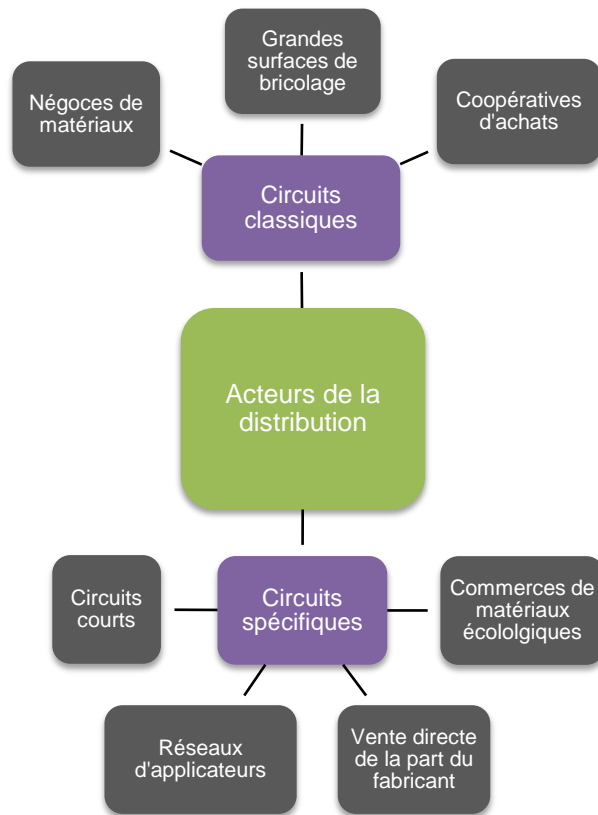 Grandes
surfaces de
bricolage
Négoces de
matériaux
Coopératives
d'achats
Circuits
classiques
Acteurs de la
distribution
Circuits
courts
Circuits
spécifiques
Commerces de
matériaux
écololgiques
Réseaux
d'applicateurs
Vente directe
de la part du
fabricant